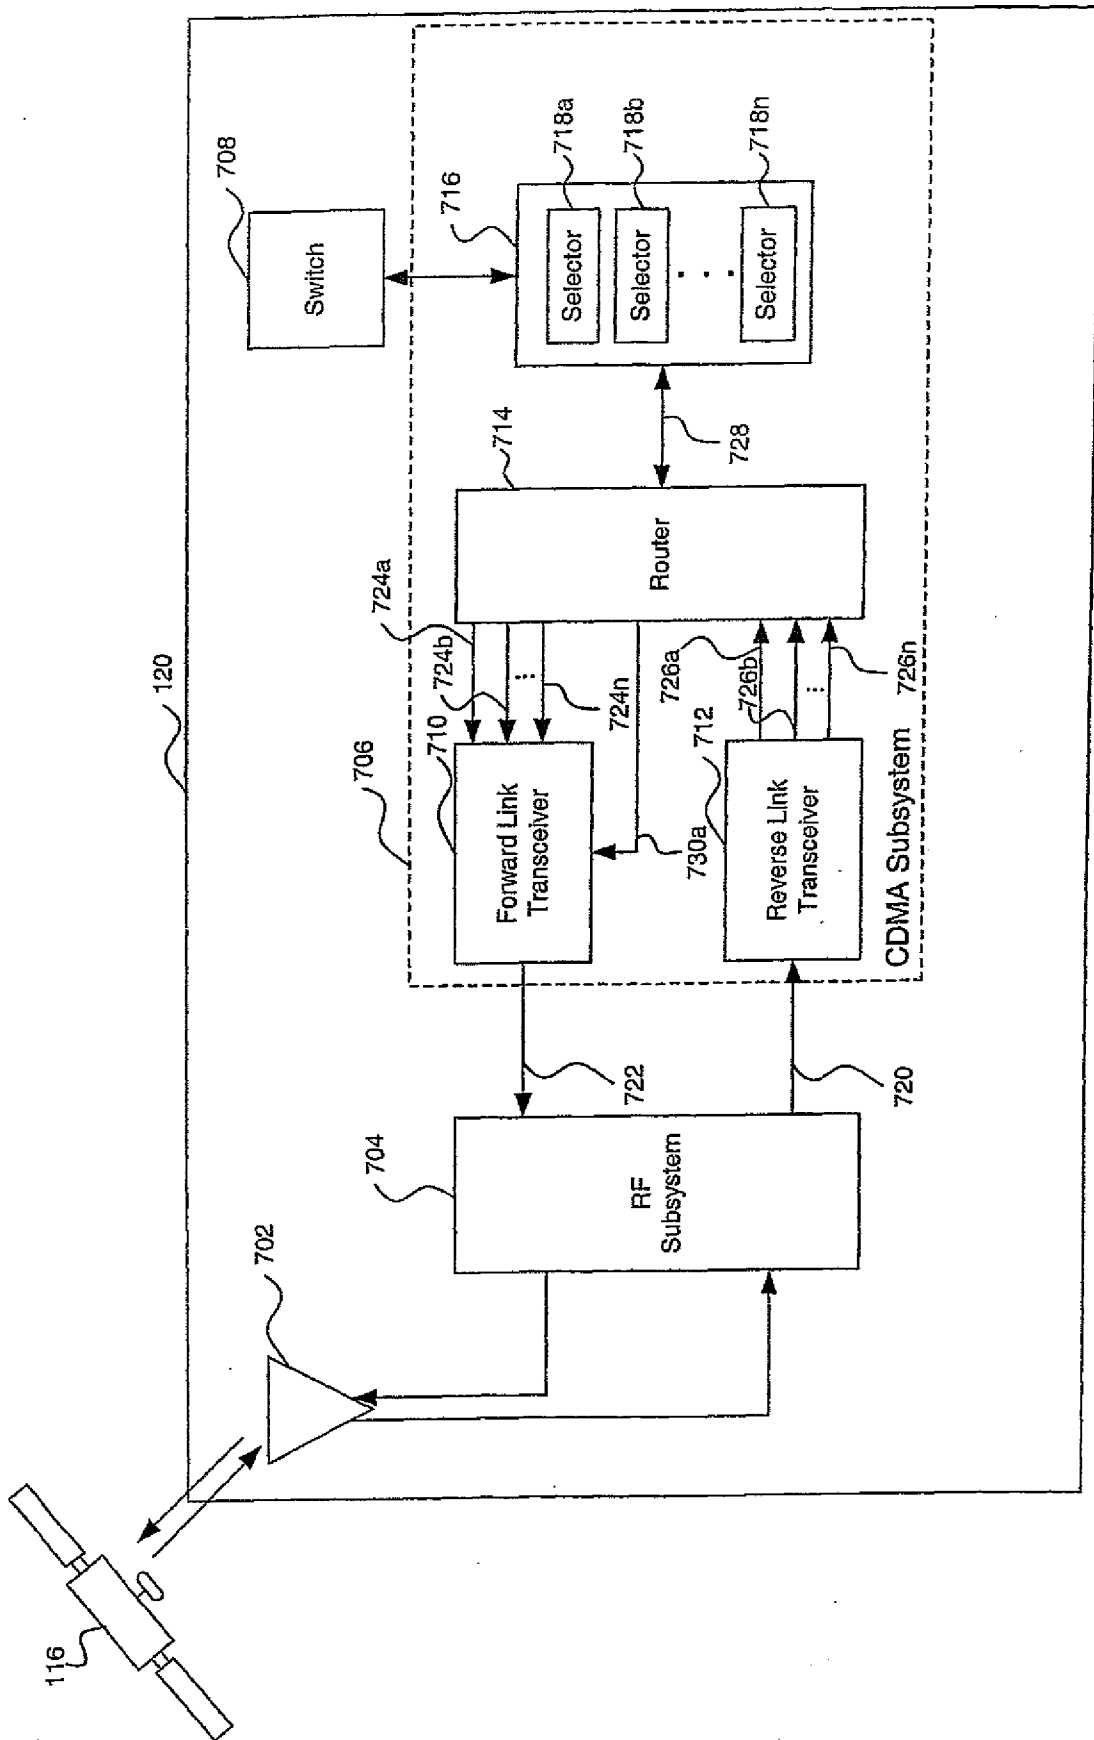 120
708
Switch
716
718a
Selector
718b
Selector
. . .
718n
Selector
714
Router
728
724a
724b
...
724n
726a
726b
...
726n
730a
706
710
Forward Link
Transceiver
712
Reverse Link
Transceiver
CDMA Subsystem
722
720
704
RF
Subsystem
702
116